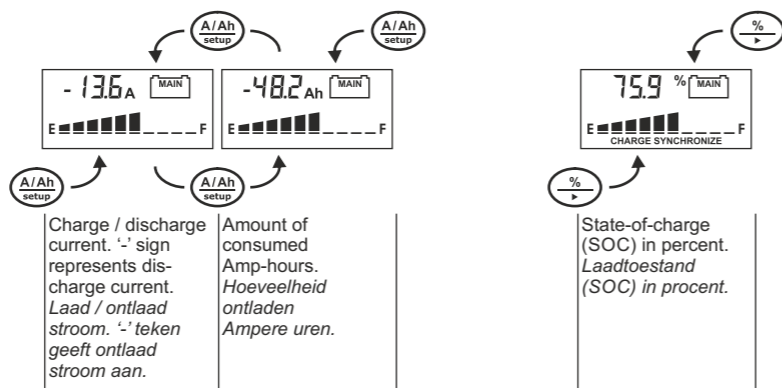 A/Ah
setup
A/Ah
setup
%
►
-13.6 A MAIN
E F
-48.2 Ah MAIN
E F
75.9 % MAIN
E F
CHARGE SYNCHRONIZE
A/Ah
setup
A/Ah
setup
%
►
Charge / discharge
current. ‘-’ sign
represents dis-
charge current.
Laad / ontlaad
stroom. ‘-’ teken
geeft ontlaad
stroom aan.
Amount of
consumed
Amp-hours.
Hoeveelheid
ontladen
Ampere uren.
State-of-charge
(SOC) in percent.
Laadtoestand
(SOC) in procent.